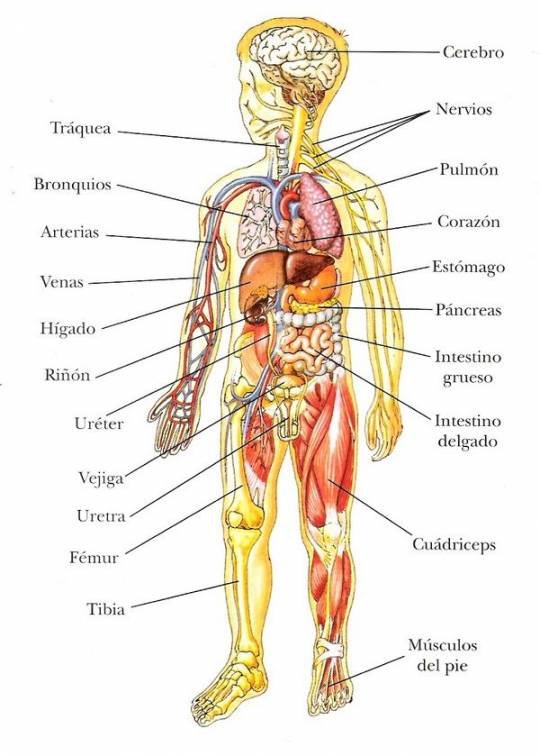 Cerebro
Nervios
Tráquea
Pulmón
Bronquios
Corazón
Arterias
Estómago
Venas
Páncreas
Hígado
Intestino
grueso
Riñón
Intestino
delgado
Uréter
Vejiga
Uretra
Cuádriceps
Fémur
Tibia
Músculos
del pie